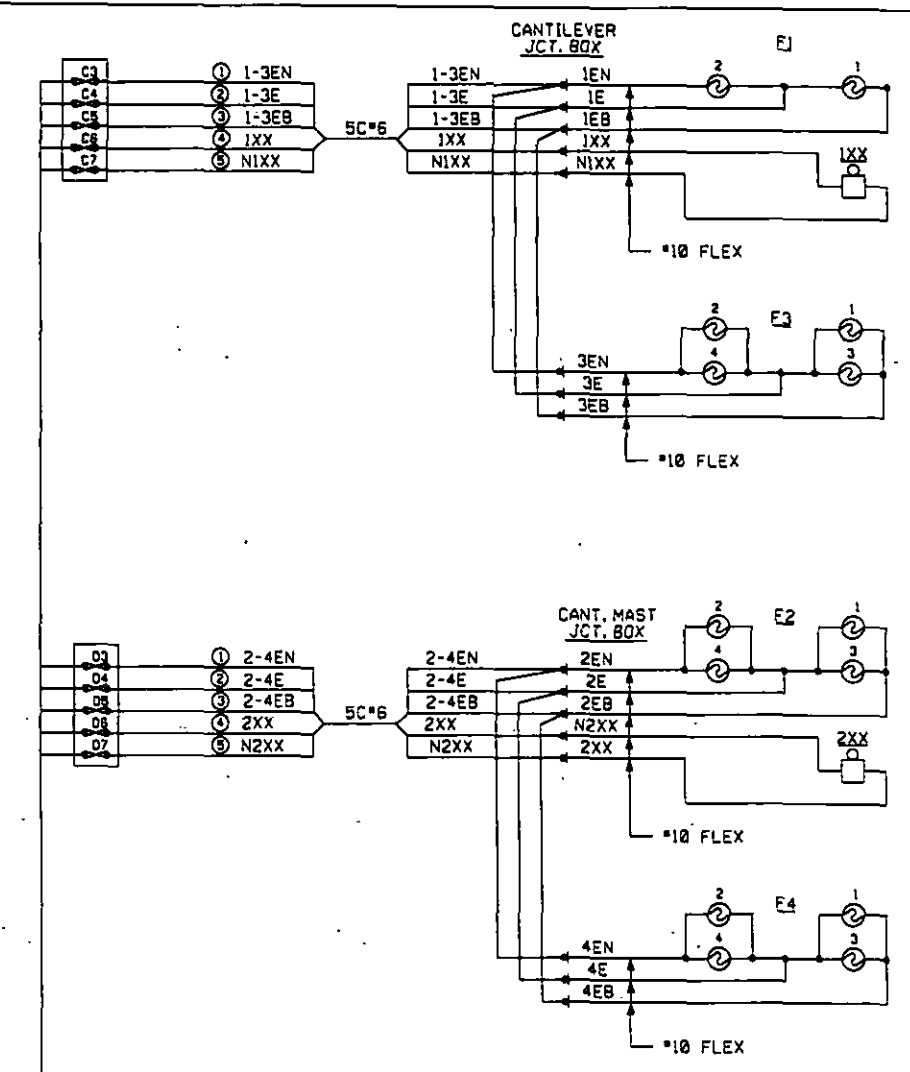 CANTILEVER
JCT. BOX
E1
2
1
C3
① 1-3EN
1-3EN
1EN
C4
② 1-3E
1-3E
1E
C5
③ 1-3EB
5C#6
1-3EB
1EB
C6
④ 1XX
1XX
1XX
1XX
C7
⑤ N1XX
N1XX
N1XX
#10 FLEX
2
E3
1
4
3
3EN
3E
3EB
#10 FLEX
CANT. MAST
JCT. BOX
2
E2
1
4
3
D3
① 2-4EN
2-4EN
2EN
D4
② 2-4E
2-4E
2E
D5
③ 2-4EB
5C#6
2-4EB
2EB
D6
④ 2XX
2XX
N2XX
2XX
D7
⑤ N2XX
N2XX
2XX
#10 FLEX
2
E4
1
4
3
4EN
4E
4EB
#10 FLEX